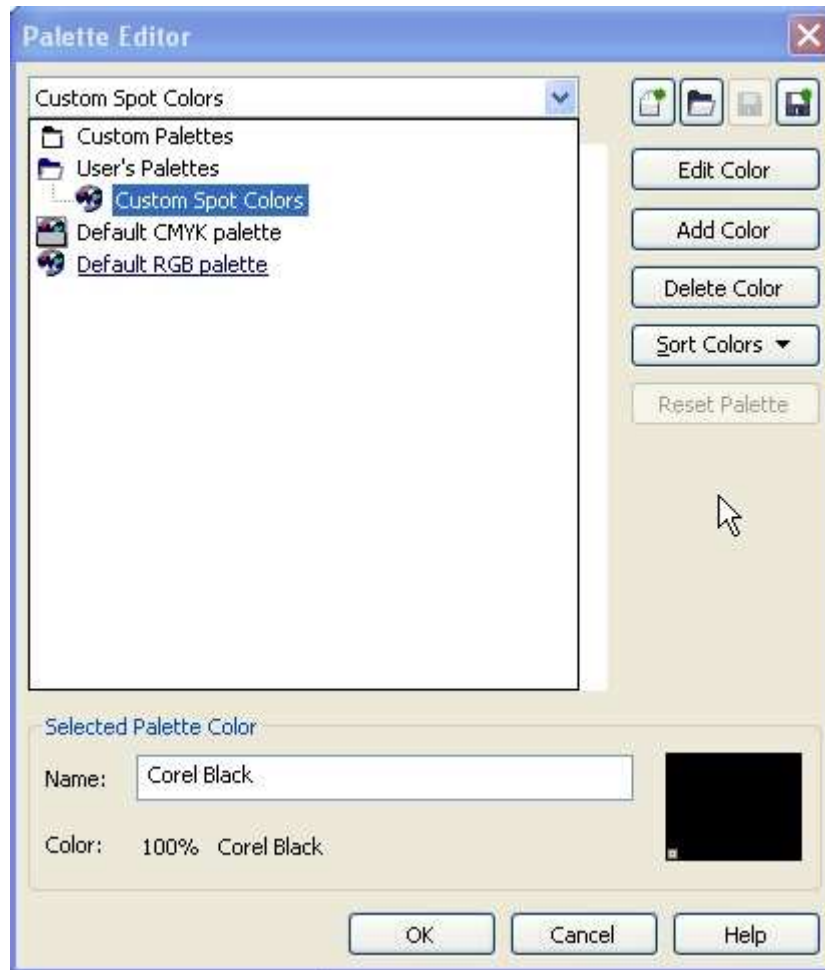 Palette Editor
Custom Spot Colors
Custom Palettes
User's Palettes
Custom Spot Colors
Default CMYK palette
Default RGB palette
Edit Color
Add Color
Delete Color
Sort Colors
Reset Palette
Selected Palette Color
Name: Corel Black
Color: 100% Corel Black
OK Cancel Help